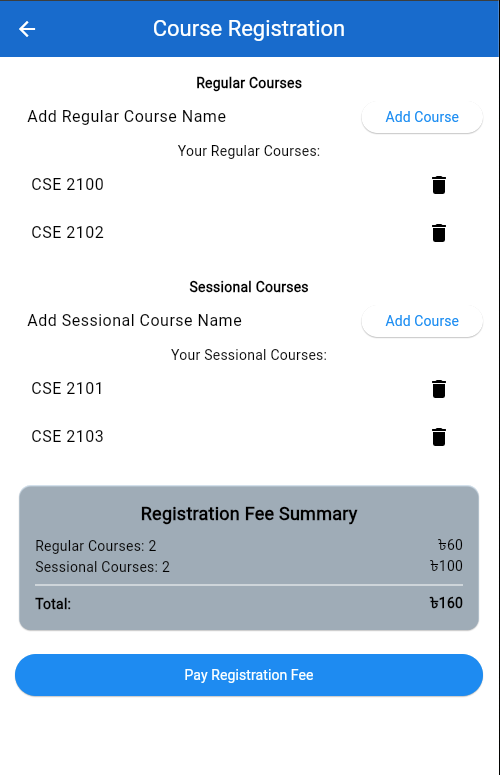 Course Registration
Regular Courses
Add Regular Course Name
Add Course
Your Regular Courses:
CSE 2100
CSE 2102
Sessional Courses
Add Sessional Course Name
Add Course
Your Sessional Courses:
CSE 2101
CSE 2103
Registration Fee Summary
Regular Courses: 2 ৳60
Sessional Courses: 2 ৳100
Total: ৳160
Pay Registration Fee